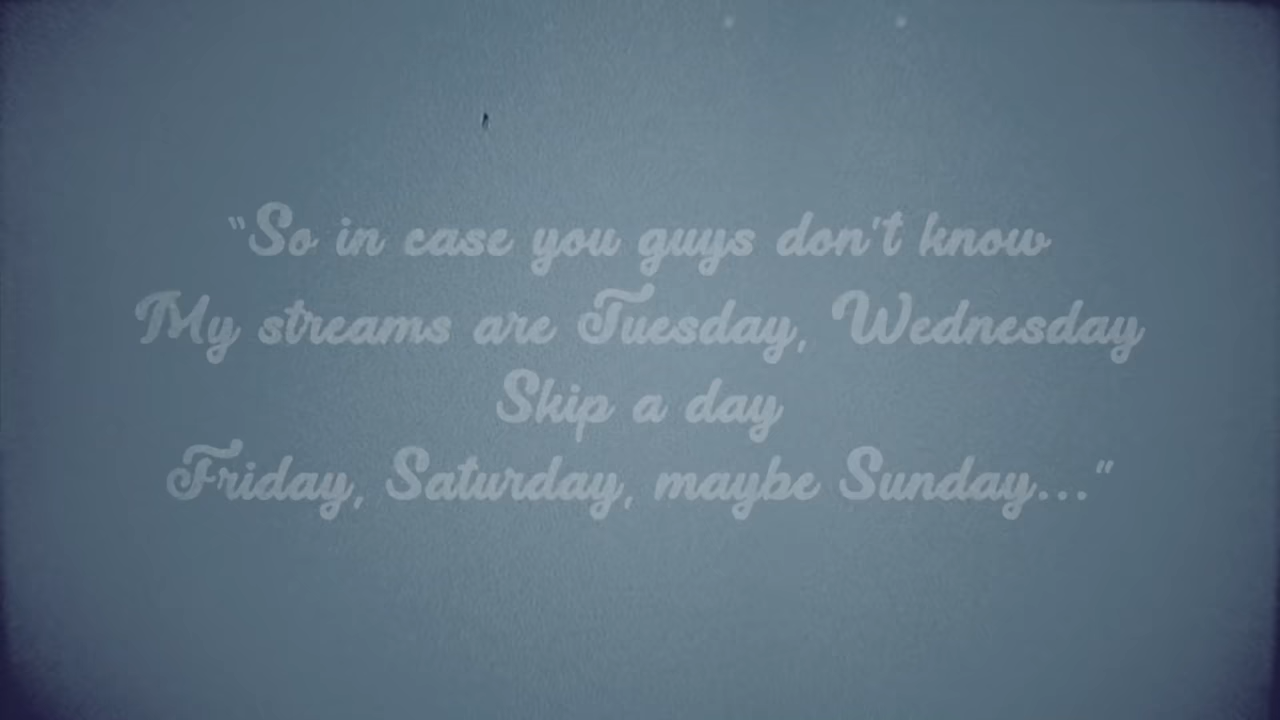 "So in case you guys don't know
My streams are Tuesday, Wednesday
Skip a day
Friday, Saturday, maybe Sunday..."